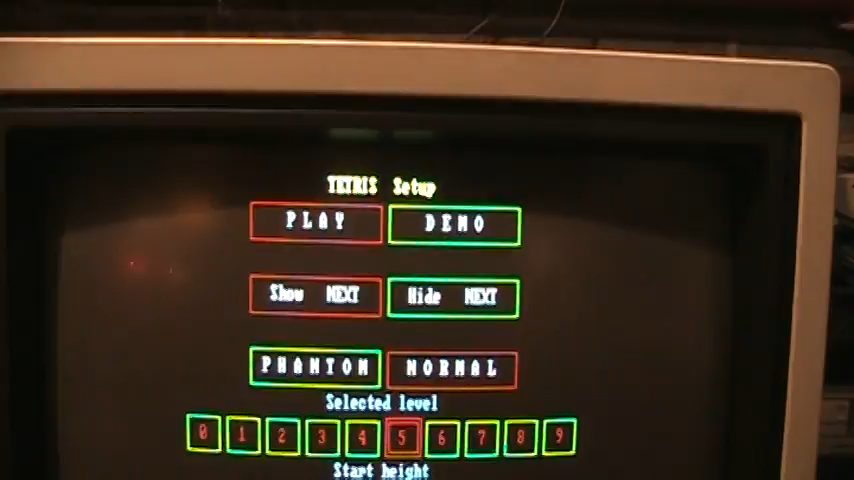 TETRIS Setup
PLAY DEMO
Show NEXT Hide NEXT
PHANTOM NORMAL
Selected level
0 1 2 3 4 5 6 7 8 9
Start height